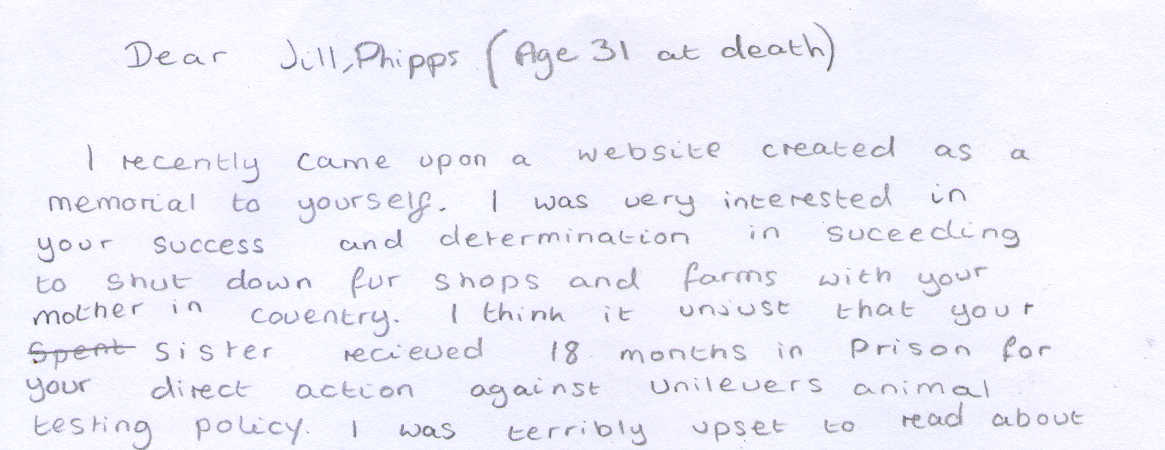 Dear Jill,Phipps (Age 31 at death)
I recently came upon a website created as a
memorial to yourself. I was very interested in
your success and determination in suceeding
to shut down fur shops and farms with your
mother in coventry. I think it unjust that your
Spent sister recieved 18 months in prison for
your direct action against unilevers animal
testing policy. I was terribly upset to read about